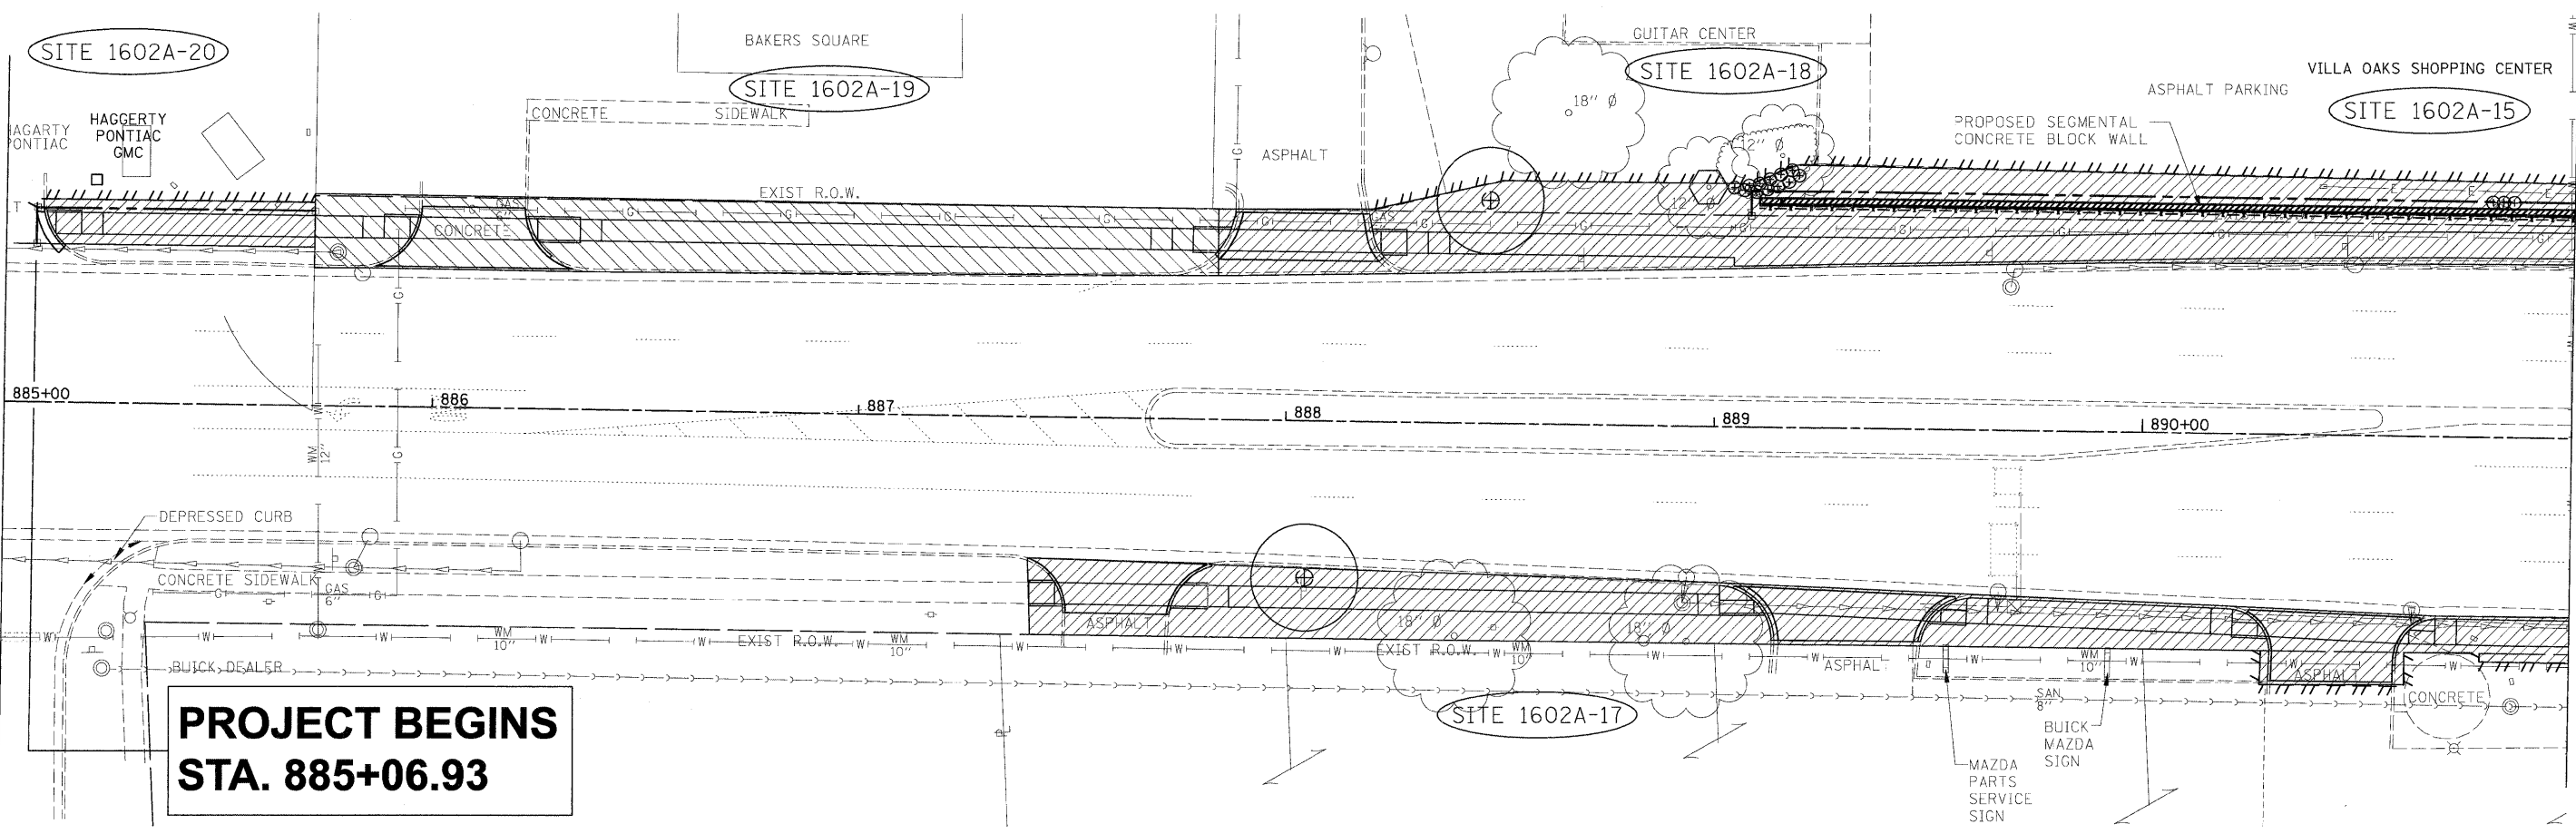 SITE 1602A-20
BAKERS SQUARE
SITE 1602A-19
GUITAR CENTER
SITE 1602A-18
VILLA OAKS SHOPPING CENTER
ASPHALT PARKING
SITE 1602A-15
HAGGERTY
PONTIAC
GMC
CONCRETE SIDEWALK
18" Ø
12" Ø
PROPOSED SEGMENTAL
CONCRETE BLOCK WALL
ASPHALT
EXIST R.O.W.
GAS
6"
CONCRETE
GAS
12" Ø
G G G G G G G G G G G G G
E E
885+00
886
887
888
889
890+00
WM
12"
G
G
DEPRESSED CURB
CONCRETE SIDEWALK
G G
GAS
6"
W W W W W W W W W W W W
WM
10"
EXIST R.O.W.
WM
10"
ASPHALT
18" Ø
EXIST R.O.W.
WM
10"
18" Ø
ASPHALT
WM
10"
ASPHALT
CONCRETE
BUICK DEALER
SAN
8"
SITE 1602A-17
BUICK
MAZDA
SIGN
MAZDA
PARTS
SERVICE
SIGN
PROJECT BEGINS
STA. 885+06.93